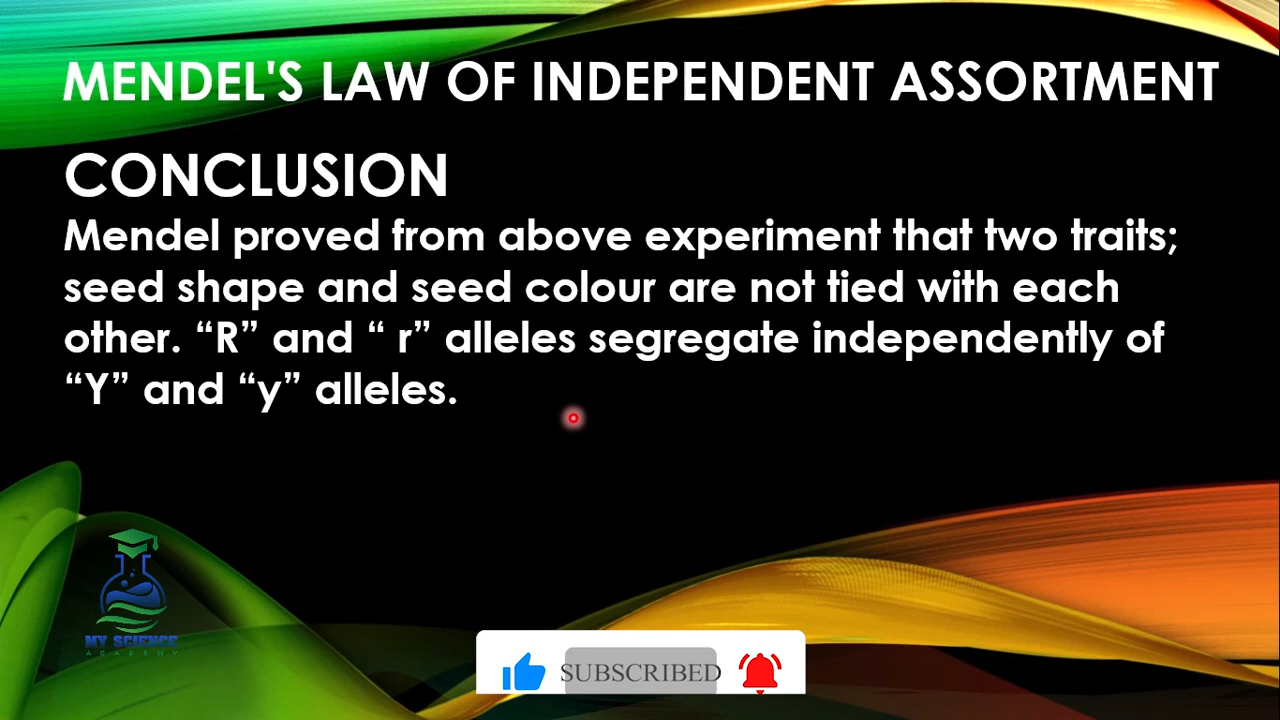 MENDEL'S LAW OF INDEPENDENT ASSORTMENT
CONCLUSION
Mendel proved from above experiment that two traits;
seed shape and seed colour are not tied with each
other. “R” and “ r” alleles segregate independently of
“Y” and “y” alleles.
MY SCIENCE
ACADEMY
SUBSCRIBED